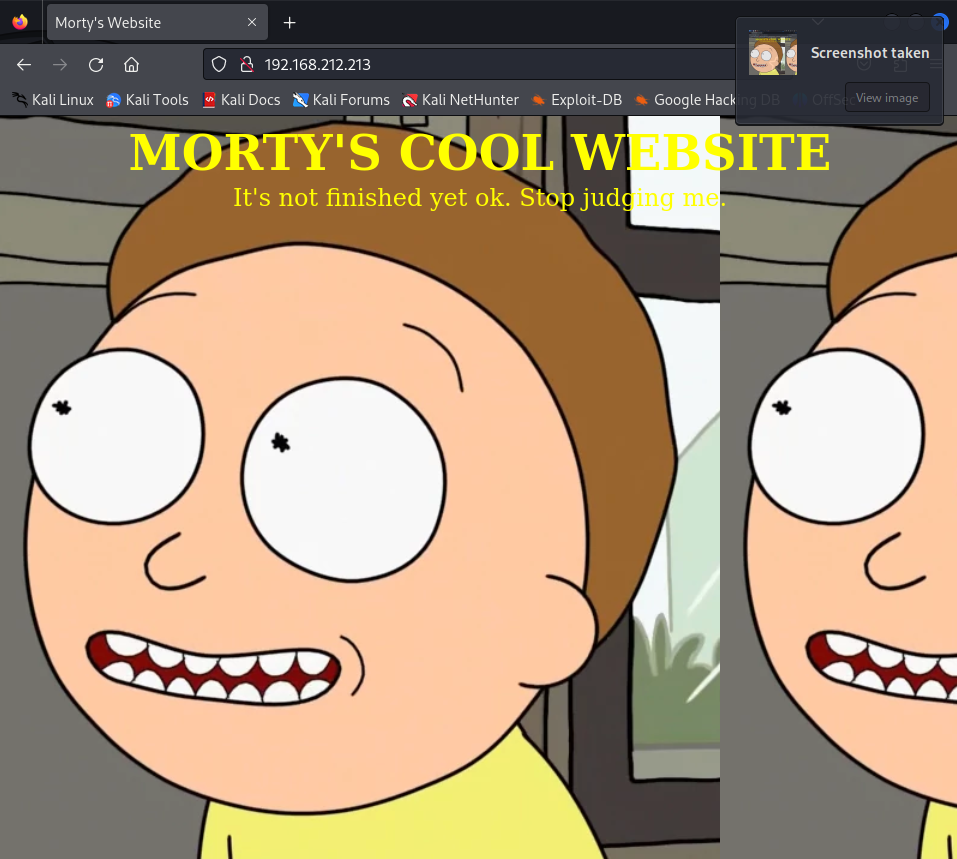 Morty's Website
Screenshot taken
192.168.212.213
View image
Kali Linux
Kali Tools
Kali Docs
Kali Forums
Kali NetHunter
Exploit-DB
Google Hacking DB
OffSec
MORTY'S COOL WEBSITE
It's not finished yet ok. Stop judging me.